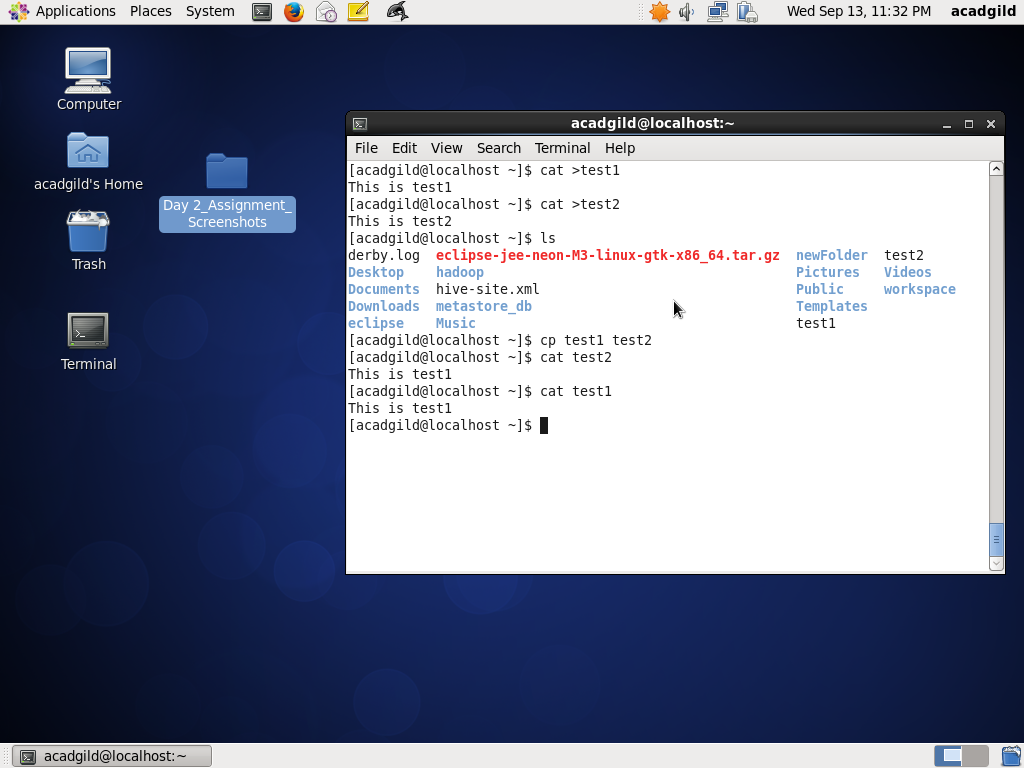 Applications Places System Wed Sep 13, 11:32 PM acadgild
Computer
acadgild's Home
Day 2_Assignment_
Screenshots
Trash
Terminal
acadgild@localhost:~
File Edit View Search Terminal Help
[acadgild@localhost ~]$ cat >test1
This is test1
[acadgild@localhost ~]$ cat >test2
This is test2
[acadgild@localhost ~]$ ls
derby.log eclipse-jee-neon-M3-linux-gtk-x86_64.tar.gz newFolder test2
Desktop hadoop Pictures Videos
Documents hive-site.xml Public workspace
Downloads metastore_db Templates
eclipse Music test1
[acadgild@localhost ~]$ cp test1 test2
[acadgild@localhost ~]$ cat test2
This is test1
[acadgild@localhost ~]$ cat test1
This is test1
[acadgild@localhost ~]$
acadgild@localhost:~